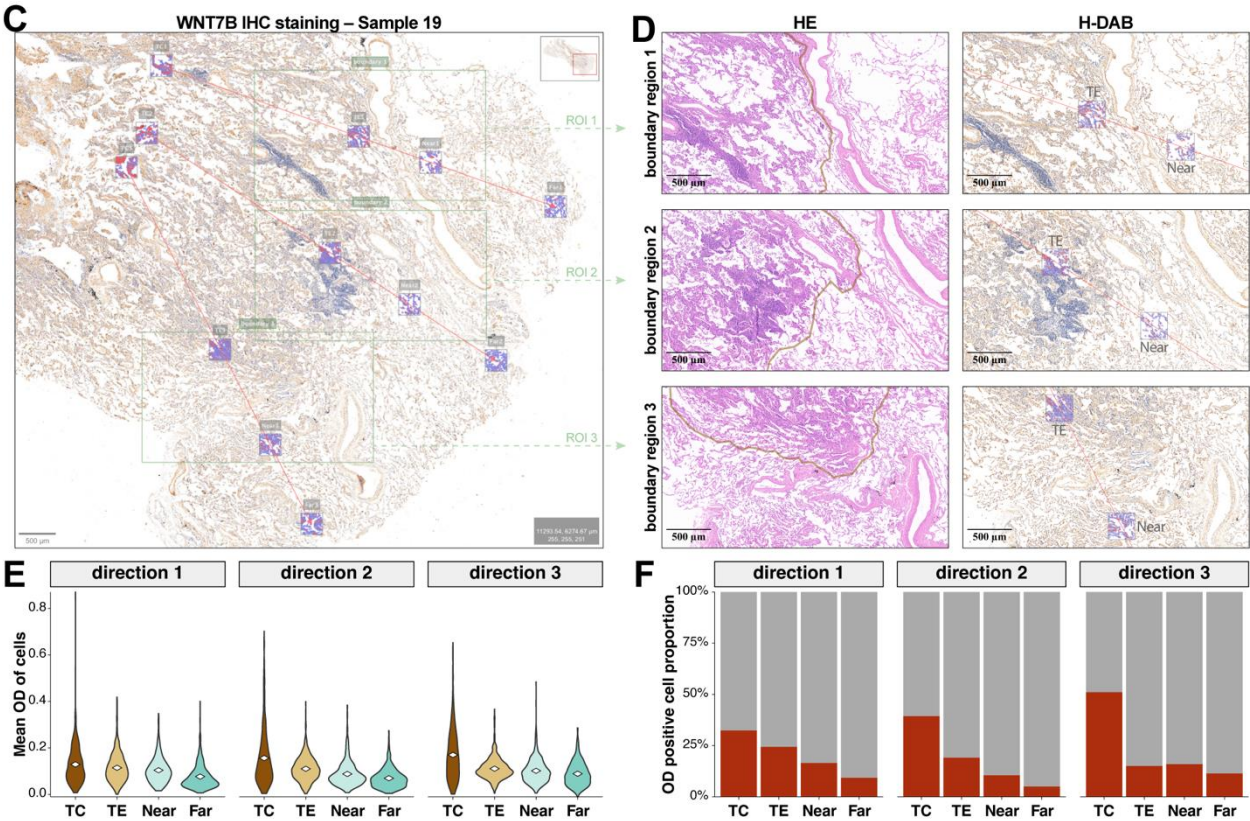 C
WNT7B IHC staining – Sample 19
ROI 1
ROI 2
ROI 3
500 µm
D
HE
H-DAB
boundary region 1
500 µm
TE
Near
500 µm
boundary region 2
500 µm
TE
Near
500 µm
boundary region 3
500 µm
TE
Near
500 µm
E
direction 1
direction 2
direction 3
Mean OD of cells
0.8
0.6
0.4
0.2
0.0
TC TE Near Far
TC TE Near Far
TC TE Near Far
F
direction 1
direction 2
direction 3
OD positive cell proportion
100%
75%
50%
25%
0%
TC TE Near Far
TC TE Near Far
TC TE Near Far